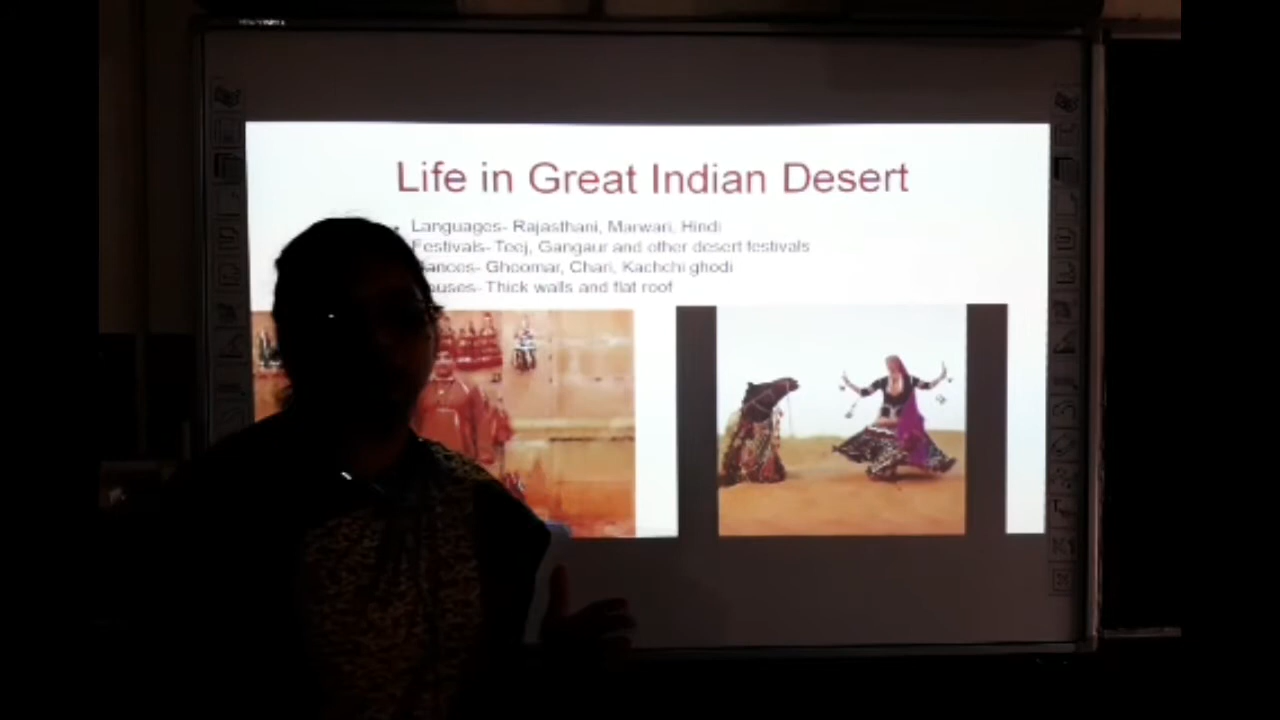 Life in Great Indian Desert
Languages- Rajasthani, Marwari, Hindi
Festivals- Teej, Gangaur and other desert festivals
Dances- Ghoomar, Chari, Kachchi ghodi
Houses- Thick walls and flat roof